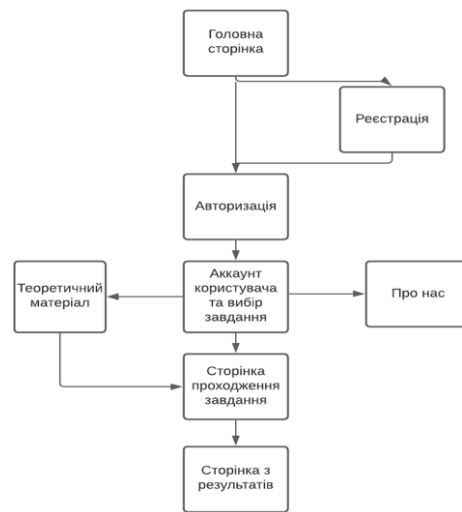 Головна
сторінка
Реєстрація
Авторизація
Теоретичний
матеріал
Аккаунт
користувача
та вибір
завдання
Про нас
Сторінка
проходження
завдання
Сторінка з
результатів